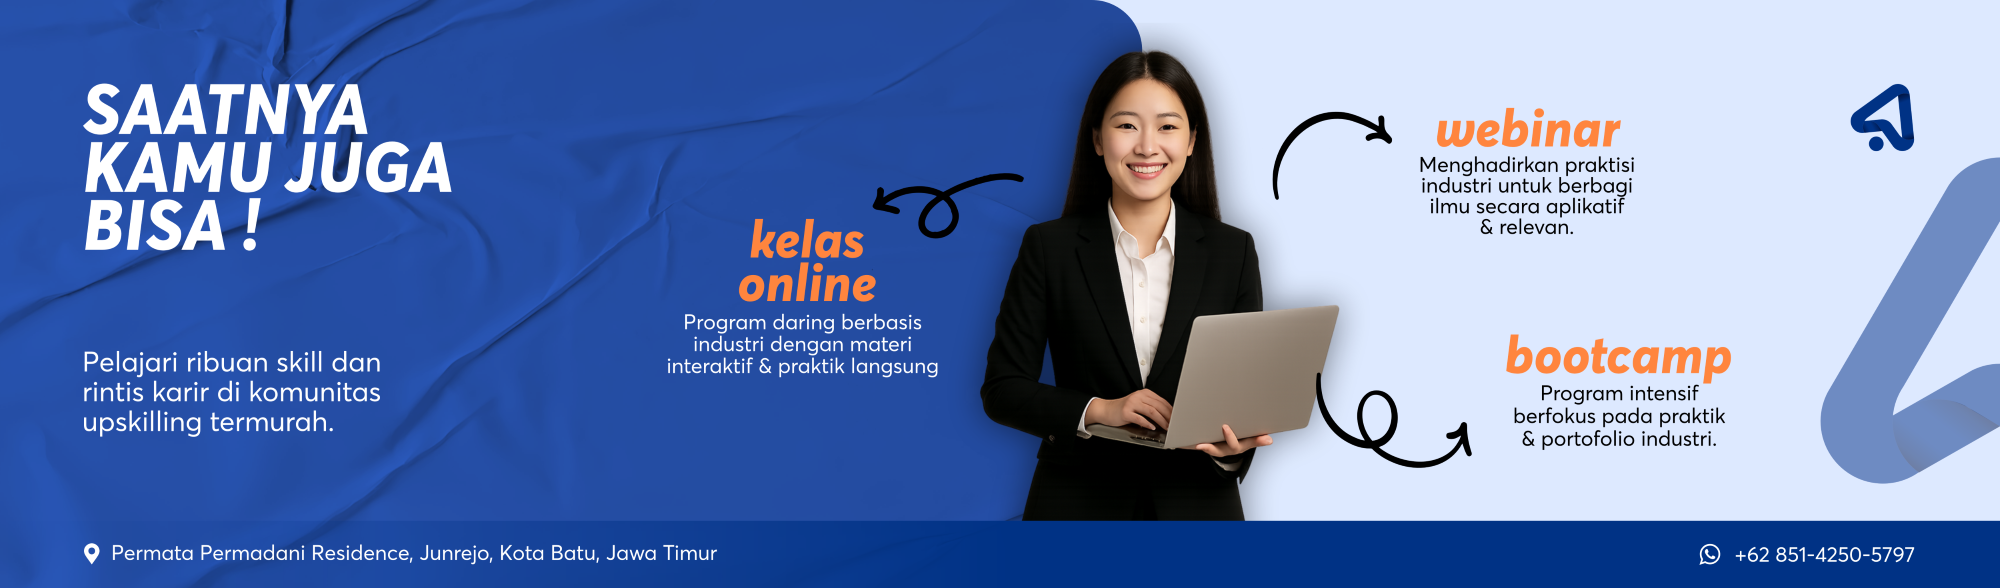 SAATNYA
KAMU JUGA
BISA !
Pelajari ribuan skill dan
rintis karir di komunitas
upskilling termurah.
kelas
online
Program daring berbasis
industri dengan materi
interaktif & praktik langsung
webinar
Menghadirkan praktisi
industri untuk berbagi
ilmu secara aplikatif
& relevan.
bootcamp
Program intensif
berfokus pada praktik
& portofolio industri.
Permata Permadani Residence, Junrejo, Kota Batu, Jawa Timur
+62 851-4250-5797